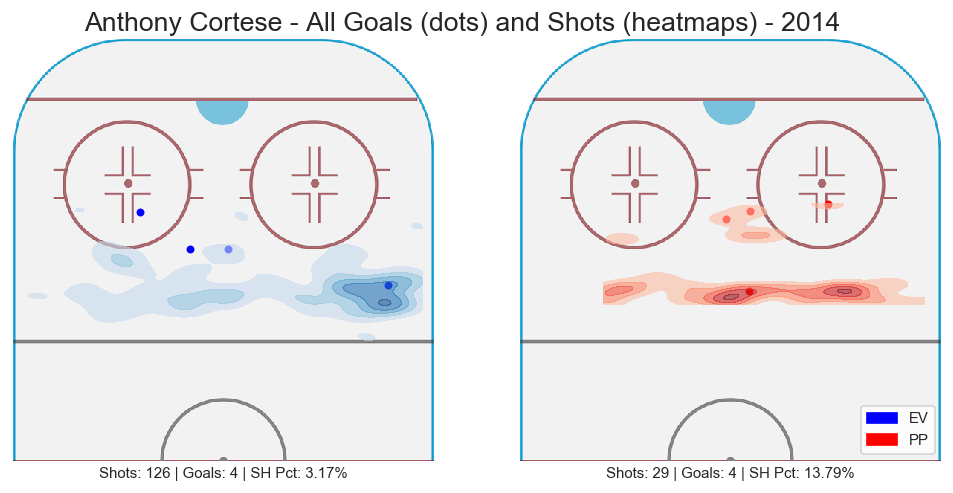 Anthony Cortese - All Goals (dots) and Shots (heatmaps) - 2014
EV
PP
Shots: 126 | Goals: 4 | SH Pct: 3.17%
Shots: 29 | Goals: 4 | SH Pct: 13.79%